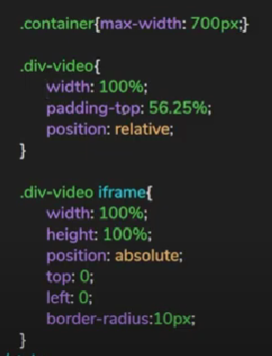 .container{max-width: 700px;}
.div-video{
width: 100%;
padding-top: 56.25%;
position: relative;
}
.div-video iframe{
width: 100%;
height: 100%;
position: absolute;
top: 0;
left: 0;
border-radius:10px;
}